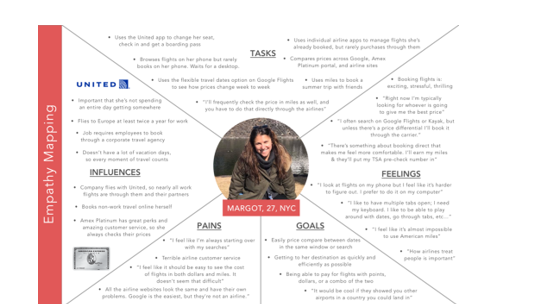 Empathy Mapping
• Uses the United app to change her seat,
check in and get a boarding pass
• Browses flights on her phone but rarely
books on her phone. Waits for a desktop.
TASKS
• Uses individual airline apps to manage flights she's
already booked, but rarely purchases through them
• Compares prices across Google, Amex
Platinum portal, and airline sites
• Uses the flexible travel dates option on Google Flights
to see how prices change week to week
• Uses miles to book a
summer trip with friends
• "I'll frequently check the price in miles as well, and
you have to do that directly through the airlines"
UNITED
• Important that she's not spending
an entire day getting somewhere
• Flies to Europe at least twice a year for work
• Job requires employees to book
through a corporate travel agency
• Doesn't have a lot of vacation days,
so every moment of travel counts
INFLUENCES
• Company flies with United, so nearly all work
flights are through them and their partners
• Books non-work travel online herself
• Amex Platinum has great perks and
amazing customer service, so she
always checks their prices
• Booking flights is:
exciting, stressful, thrilling
• "Right now I'm typically
looking for whoever is going
to give me the best price"
• "I often search on Google Flights or Kayak, but
unless there's a price differential I'll book it
through the carrier."
• "There's something about booking direct that
makes me feel more comfortable. I'll earn my miles
& they'll put my TSA pre-check number in"
FEELINGS
• "I look at flights on my phone but I feel like it's harder
to figure out. I prefer to do it on my computer"
• "I like to have multiple tabs open; I need
my keyboard. I like to be able to play
around with dates, go through tabs, etc..."
• "I feel like it's almost impossible
to use American miles"
• "How airlines treat
people is important"
MARGOT, 27, NYC
PAINS
• "I feel like I'm always starting over
with my searches"
• Terrible airline customer service
• "I feel like it should be easy to see the cost
of flights in both dollars and miles. It
doesn't seem that difficult"
• "All the airline websites look the same and have their own
problems. Google is the easiest, but they're not an airline."
GOALS
• Easily price compare between dates
in the same window or search
• Getting to her destination as quickly and
efficiently as possible
• Being able to pay for flights with points,
dollars, or a combo of the two
• "It would be cool if they showed you other
airports in a country you could land in"